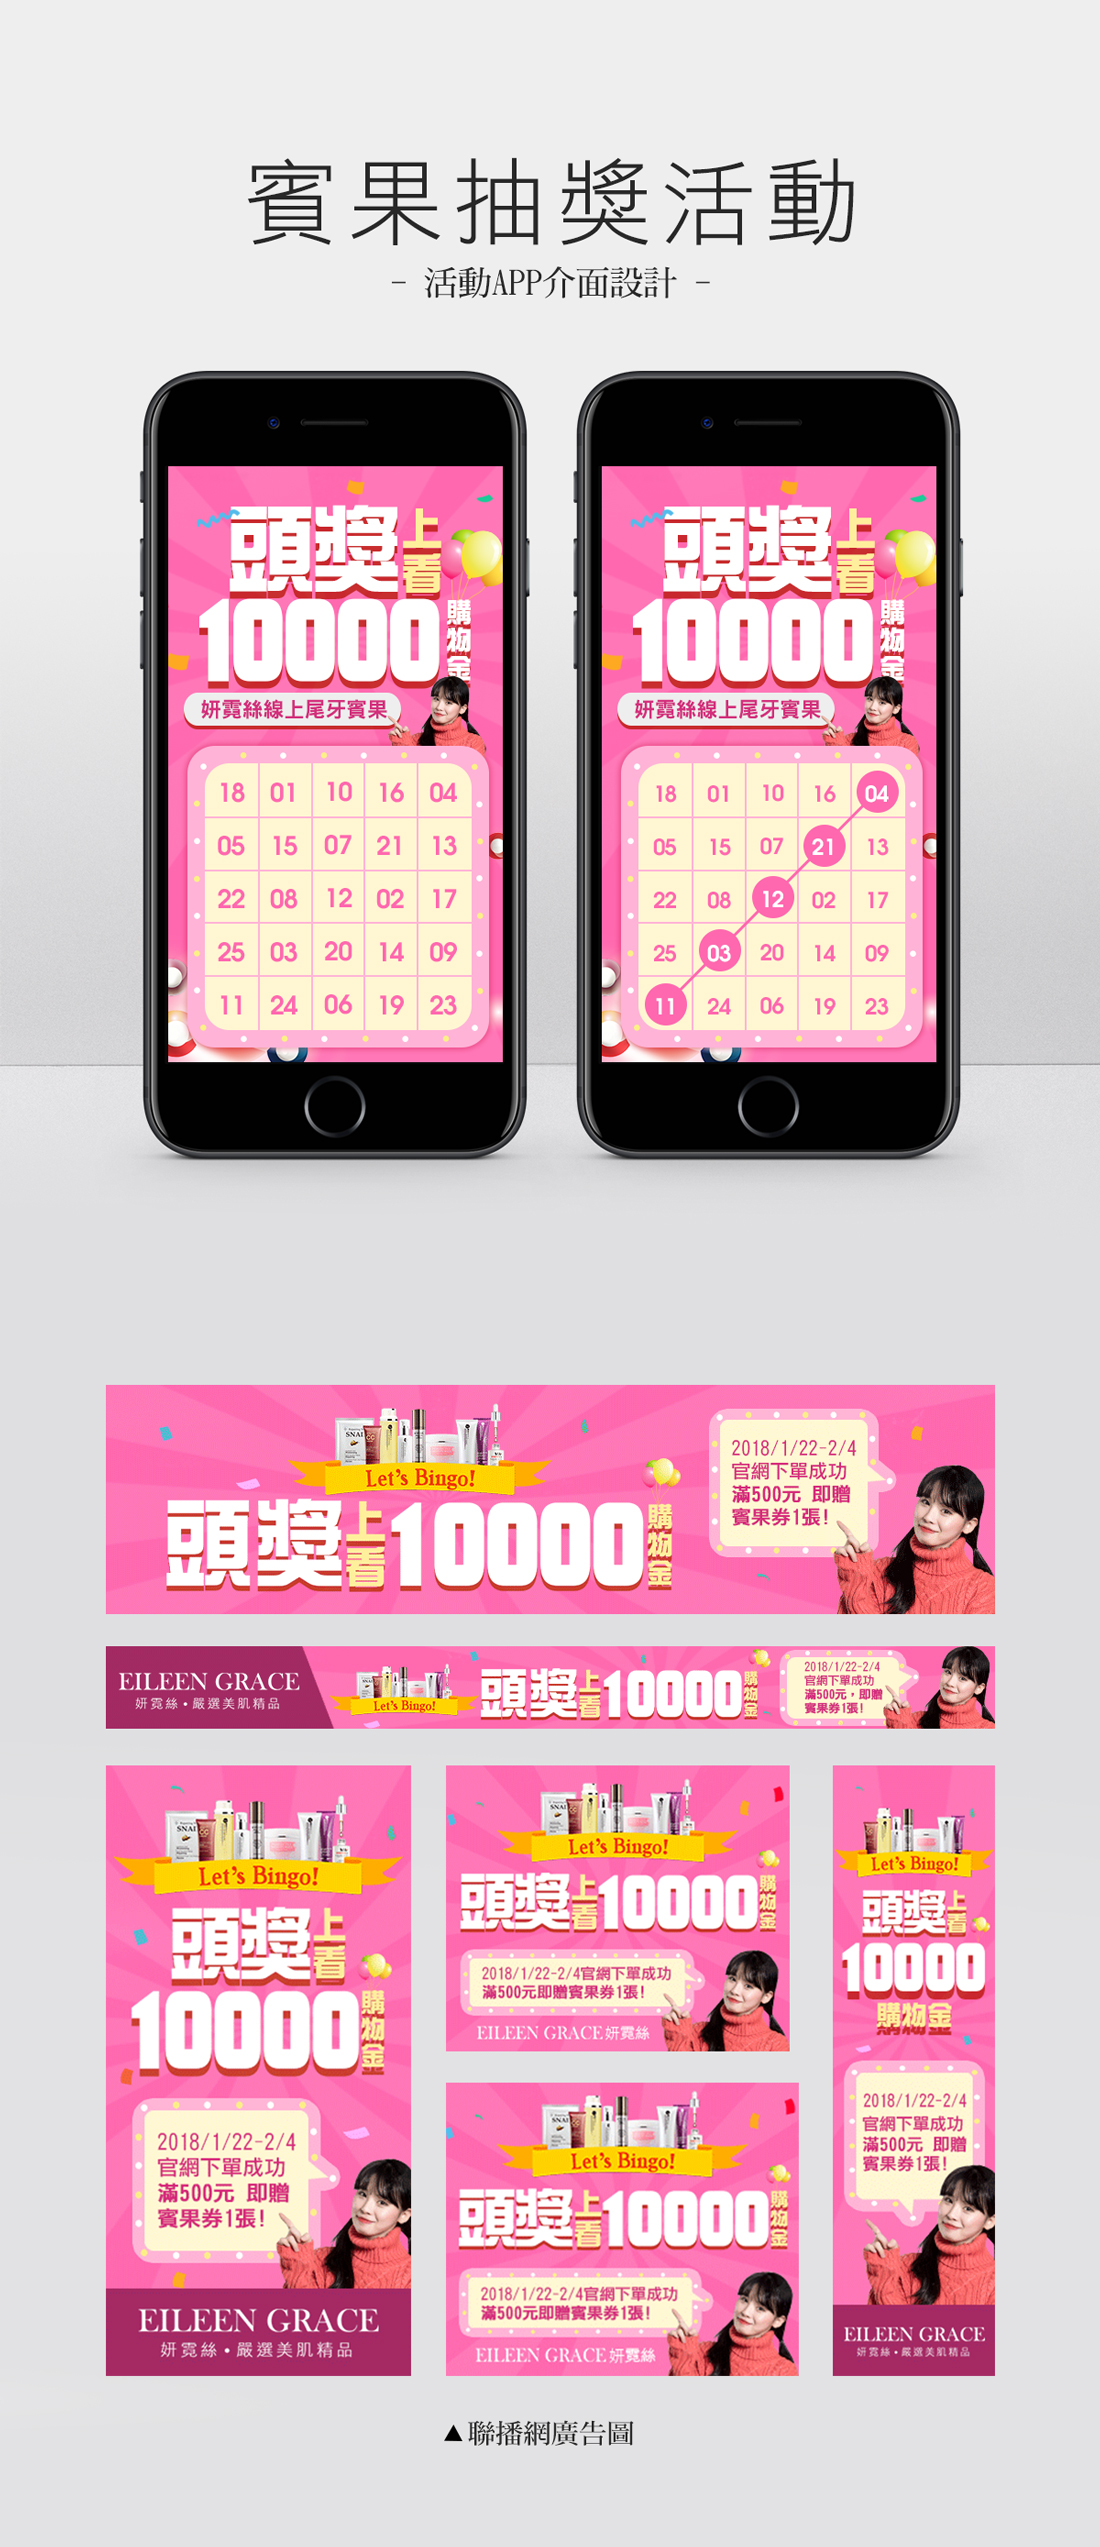 賓果抽獎活動
- 活動APP介面設計 -
頭獎上看
10000購物金
妍霓絲線上尾牙賓果
18 01 10 16 04
05 15 07 21 13
22 08 12 02 17
25 03 20 14 09
11 24 06 19 23
頭獎上看
10000購物金
妍霓絲線上尾牙賓果
18 01 10 16 04
05 15 07 21 13
22 08 12 02 17
25 03 20 14 09
11 24 06 19 23
SNAI
Let's Bingo!
頭獎上看10000購物金
2018/1/22-2/4
官網下單成功
滿500元 即贈
賓果券1張!
EILEEN GRACE
妍霓絲•嚴選美肌精品
Let's Bingo!
頭獎上看10000購物金
2018/1/22-2/4
官網下單成功
滿500元，即贈
賓果券1張!
SNAI
Let's Bingo!
頭獎上看
10000購物金
2018/1/22-2/4
官網下單成功
滿500元 即贈
賓果券1張!
EILEEN GRACE
妍霓絲•嚴選美肌精品
SNAI
Let's Bingo!
頭獎上看10000購物金
2018/1/22-2/4官網下單成功
滿500元即贈賓果券1張!
EILEEN GRACE妍霓絲
SNAI
Let's Bingo!
頭獎上看10000購物金
2018/1/22-2/4官網下單成功
滿500元即贈賓果券1張!
EILEEN GRACE妍霓絲
Let's Bingo!
頭獎上看
10000
購物金
2018/1/22-2/4
官網下單成功
滿500元 即贈
賓果券1張!
EILEEN GRACE
妍霓絲•嚴選美肌精品
▲聯播網廣告圖